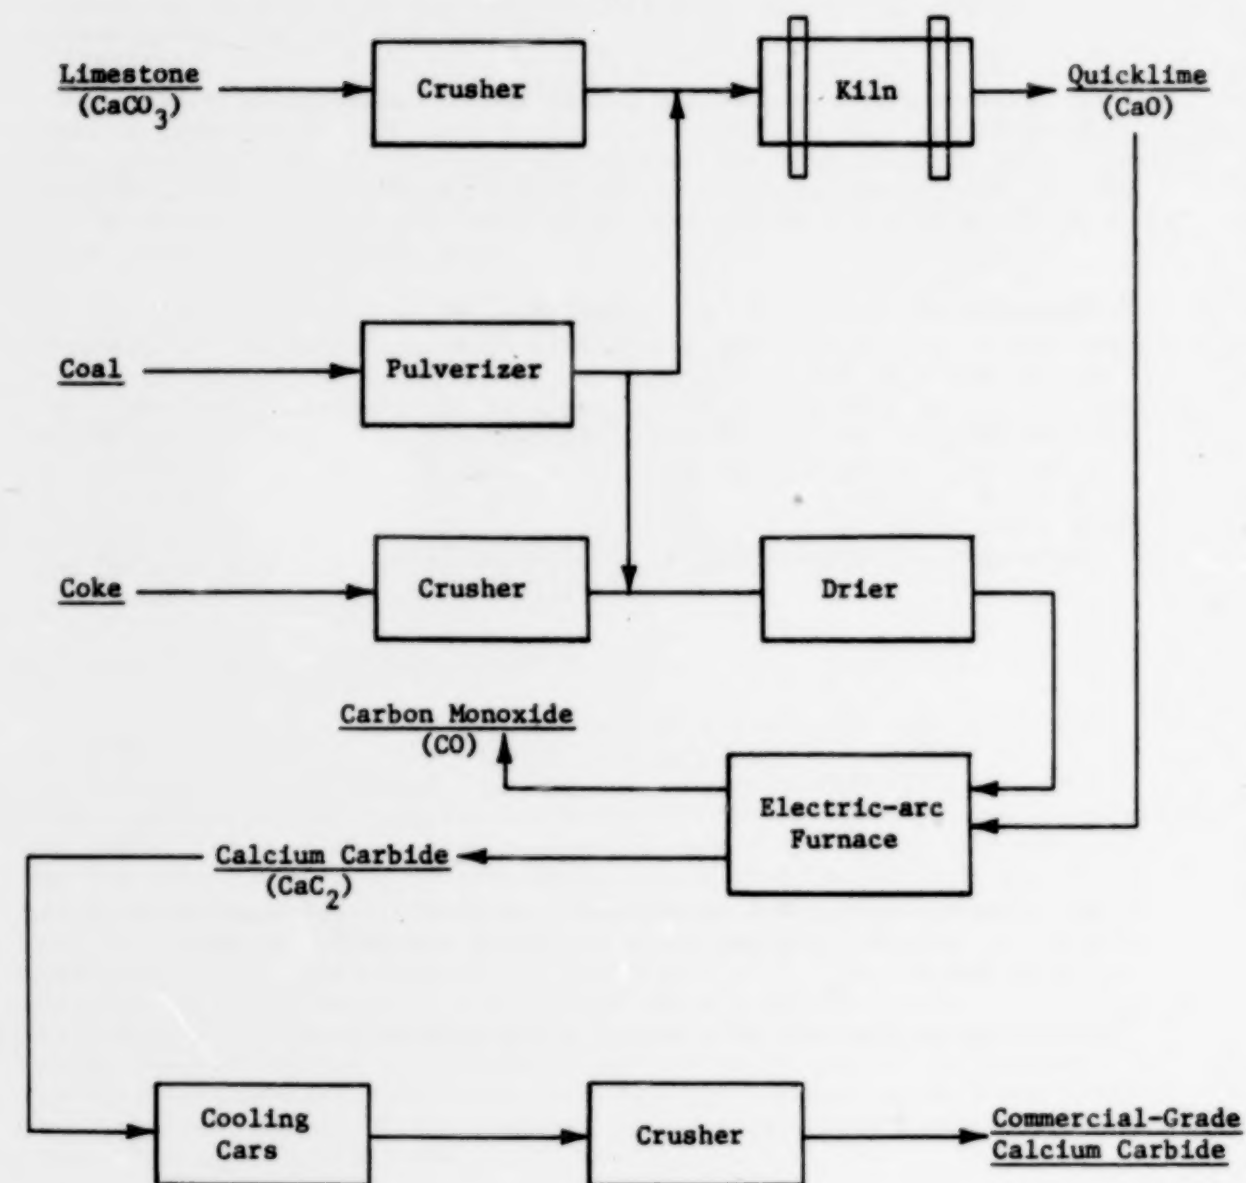 Limestone
(CaCO3)
Crusher
Kiln
Quicklime
(CaO)
Coal
Pulverizer
Coke
Crusher
Drier
Carbon Monoxide
(CO)
Electric-arc
Furnace
Calcium Carbide
(CaC2)
Cooling
Cars
Crusher
Commercial-Grade
Calcium Carbide